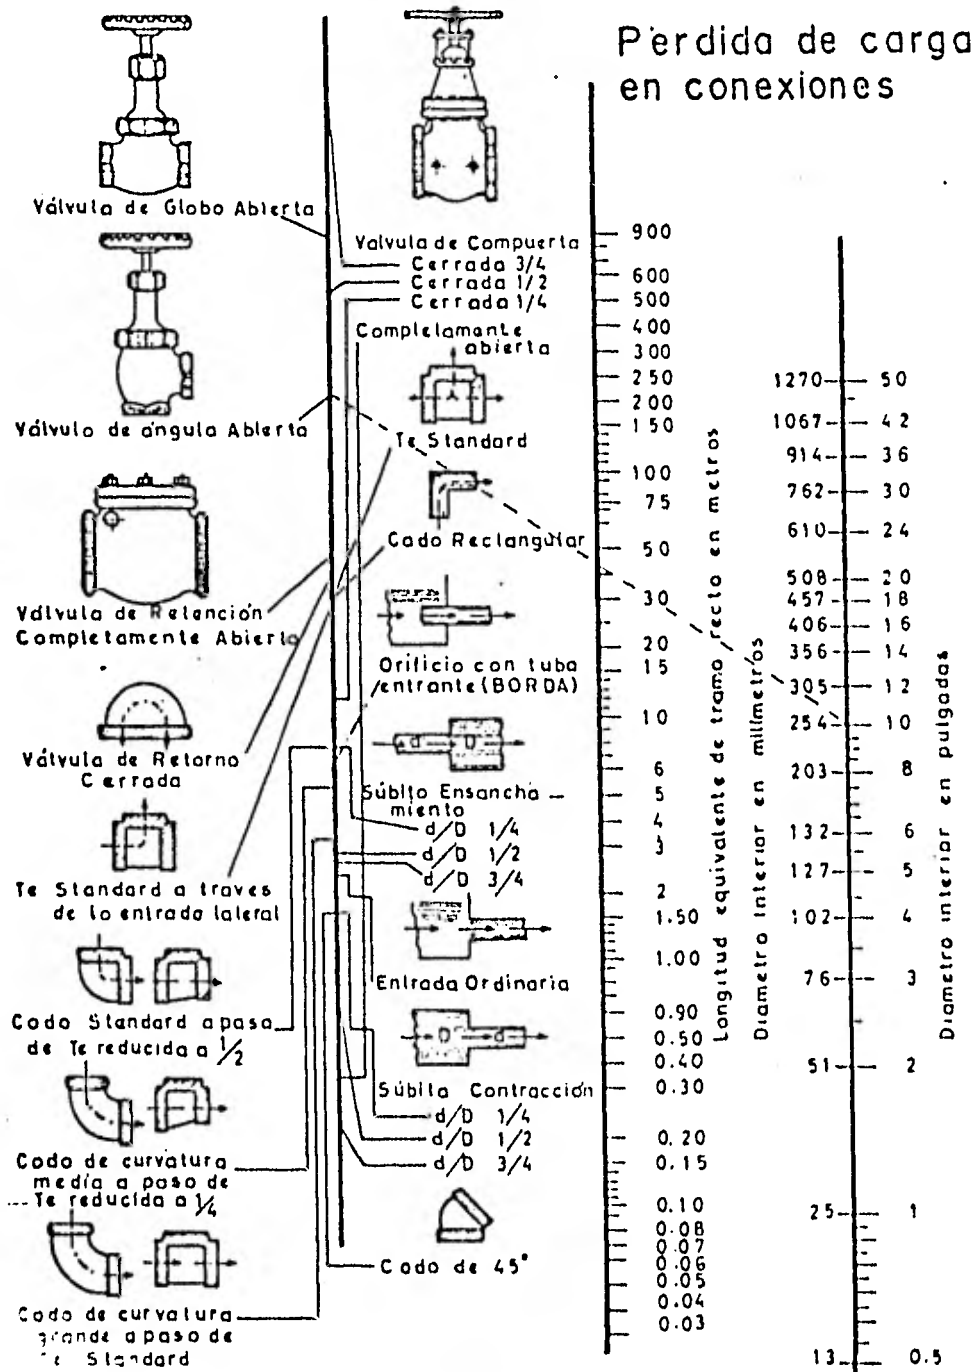 Pérdida de carga
en conexiones
Válvula de Globo Abierta
Valvula de Compuerta
Cerrada 3/4
Cerrada 1/2
Cerrada 1/4
Completamente
abierta
Válvula de ángula Abierta
Te Standard
Codo Rectangular
Válvula de Retención
Completamente Abierta
Orificio con tubo
entrante (BORDA)
Válvula de Retorno
Cerrada
d D
Súbito Ensancha -
miento
d/D 1/4
d/D 1/2
d/D 3/4
Te Standard a traves
de la entrada lateral
Entrada Ordinaria
Codo Standard a paso
de Te reducida a 1/2
D d
Súbita Contracción
d/D 1/4
d/D 1/2
d/D 3/4
Codo de curvatura
media a paso de
Te reducida a 1/4
Codo de 45°
Codo de curvatura
grande a paso de
Te Standard
900
600
500
400
300
250
200
150
100
75
50
30
20
15
10
6
5
4
3
2
1.50
1.00
0.90
0.50
0.40
0.30
0.20
0.15
0.10
0.08
0.07
0.06
0.05
0.04
0.03
Longitud equivalente de tramo recto en metros
Diametro interior en milmetros
1270 50
1067 42
914 36
762 30
610 24
508 20
457 18
406 16
356 14
305 12
254 10
203 8
132 6
127 5
102 4
76 3
51 2
25 1
13 0.5
Diametro interior en pulgadas